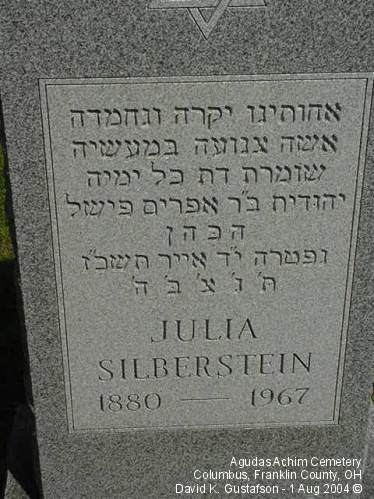 אחותינו יקרה ונחמדה
אשה צנועה במעשיה
שומרת דת כל ימיה
יהודית ב"ר אפרים פישל
הכהן
נפטרה י"ד אייר תשכ"ז
ת' נ' צ' ב' ה'
JULIA
SILBERSTEIN
1880 — 1967
Agudas Achim Cemetery
Columbus, Franklin County, OH
David K. Gustafson - 1 Aug 2004 ©